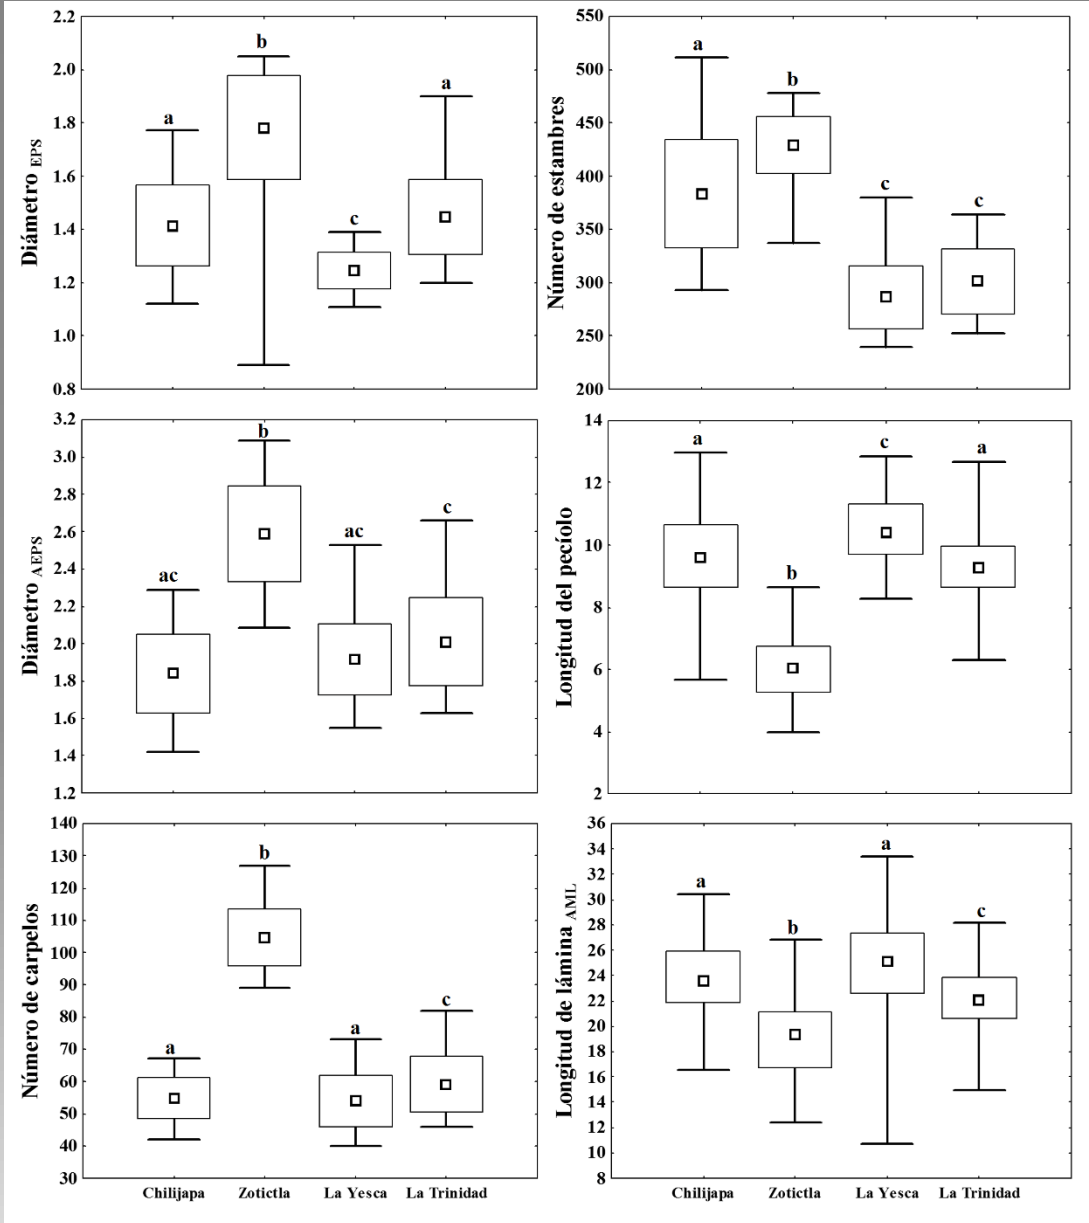 2.2
2.0
1.8
1.6
1.4
1.2
1.0
0.8
Diámetro EPS
a
b
c
a
550
500
450
400
350
300
250
200
Número de estambres
a
b
c
c
3.2
3.0
2.8
2.6
2.4
2.2
2.0
1.8
1.6
1.4
1.2
Diámetro AEPS
ac
b
ac
c
14
12
10
8
6
4
2
Longitud del pecíolo
a
b
c
a
140
130
120
110
100
90
80
70
60
50
40
30
Número de carpelos
a
b
a
c
Chilijapa Zotictla La Yesca La Trinidad
36
34
32
30
28
26
24
22
20
18
16
14
12
10
8
Longitud de lámina AML
a
b
a
c
Chilijapa Zotictla La Yesca La Trinidad